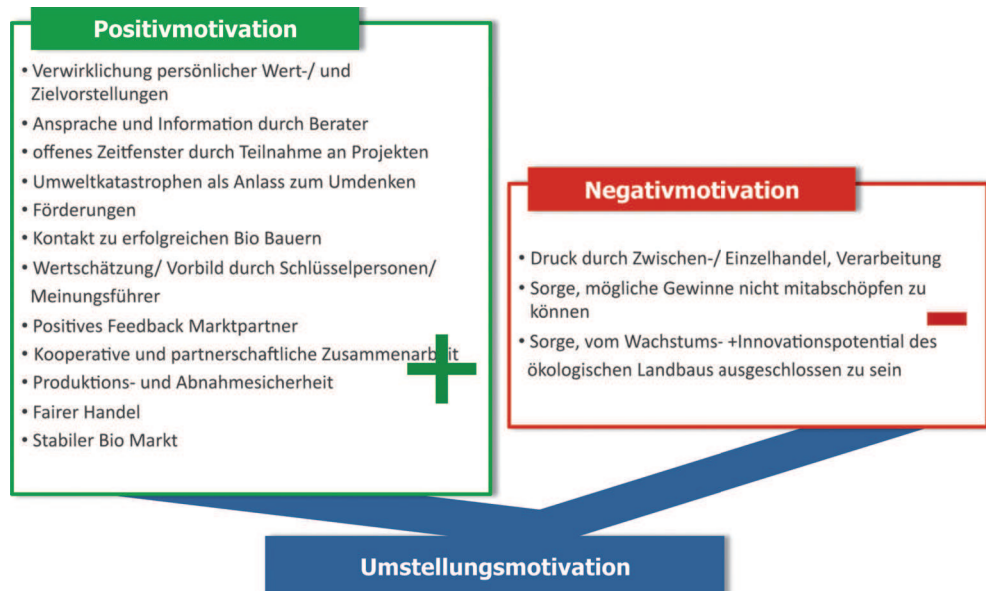 Positivmotivation
• Verwirklichung persönlicher Wert-/ und
Zielvorstellungen
• Ansprache und Information durch Berater
• offenes Zeitfenster durch Teilnahme an Projekten
• Umweltkatastrophen als Anlass zum Umdenken
• Förderungen
• Kontakt zu erfolgreichen Bio Bauern
• Wertschätzung/ Vorbild durch Schlüsselpersonen/
Meinungsführer
• Positives Feedback Marktpartner
• Kooperative und partnerschaftliche Zusammenarbeit
• Produktions- und Abnahmesicherheit
• Fairer Handel
• Stabiler Bio Markt
Negativmotivation
• Druck durch Zwischen-/ Einzelhandel, Verarbeitung
• Sorge, mögliche Gewinne nicht mitabschöpfen zu
können
• Sorge, vom Wachstums- +Innovationspotential des
ökologischen Landbaus ausgeschlossen zu sein
Umstellungsmotivation